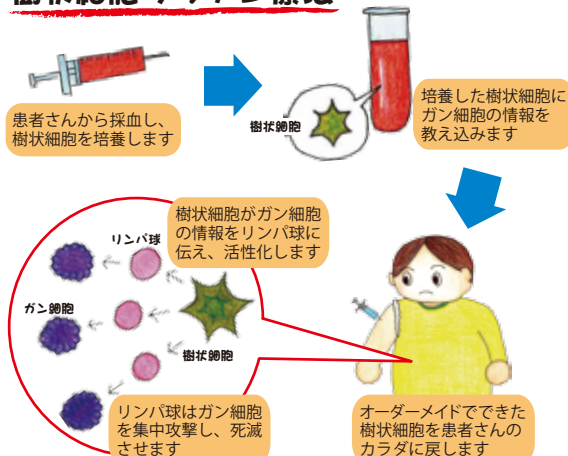 患者さんから採血し、
樹状細胞を培養します
樹状細胞
培養した樹状細胞に
ガン細胞の情報を
教え込みます
樹状細胞がガン細胞
の情報をリンパ球に
伝え、活性化します
リンパ球
ガン細胞
樹状細胞
リンパ球はガン細胞
を集中攻撃し、死滅
させます
オーダーメイドでできた
樹状細胞を患者さんの
カラダに戻します